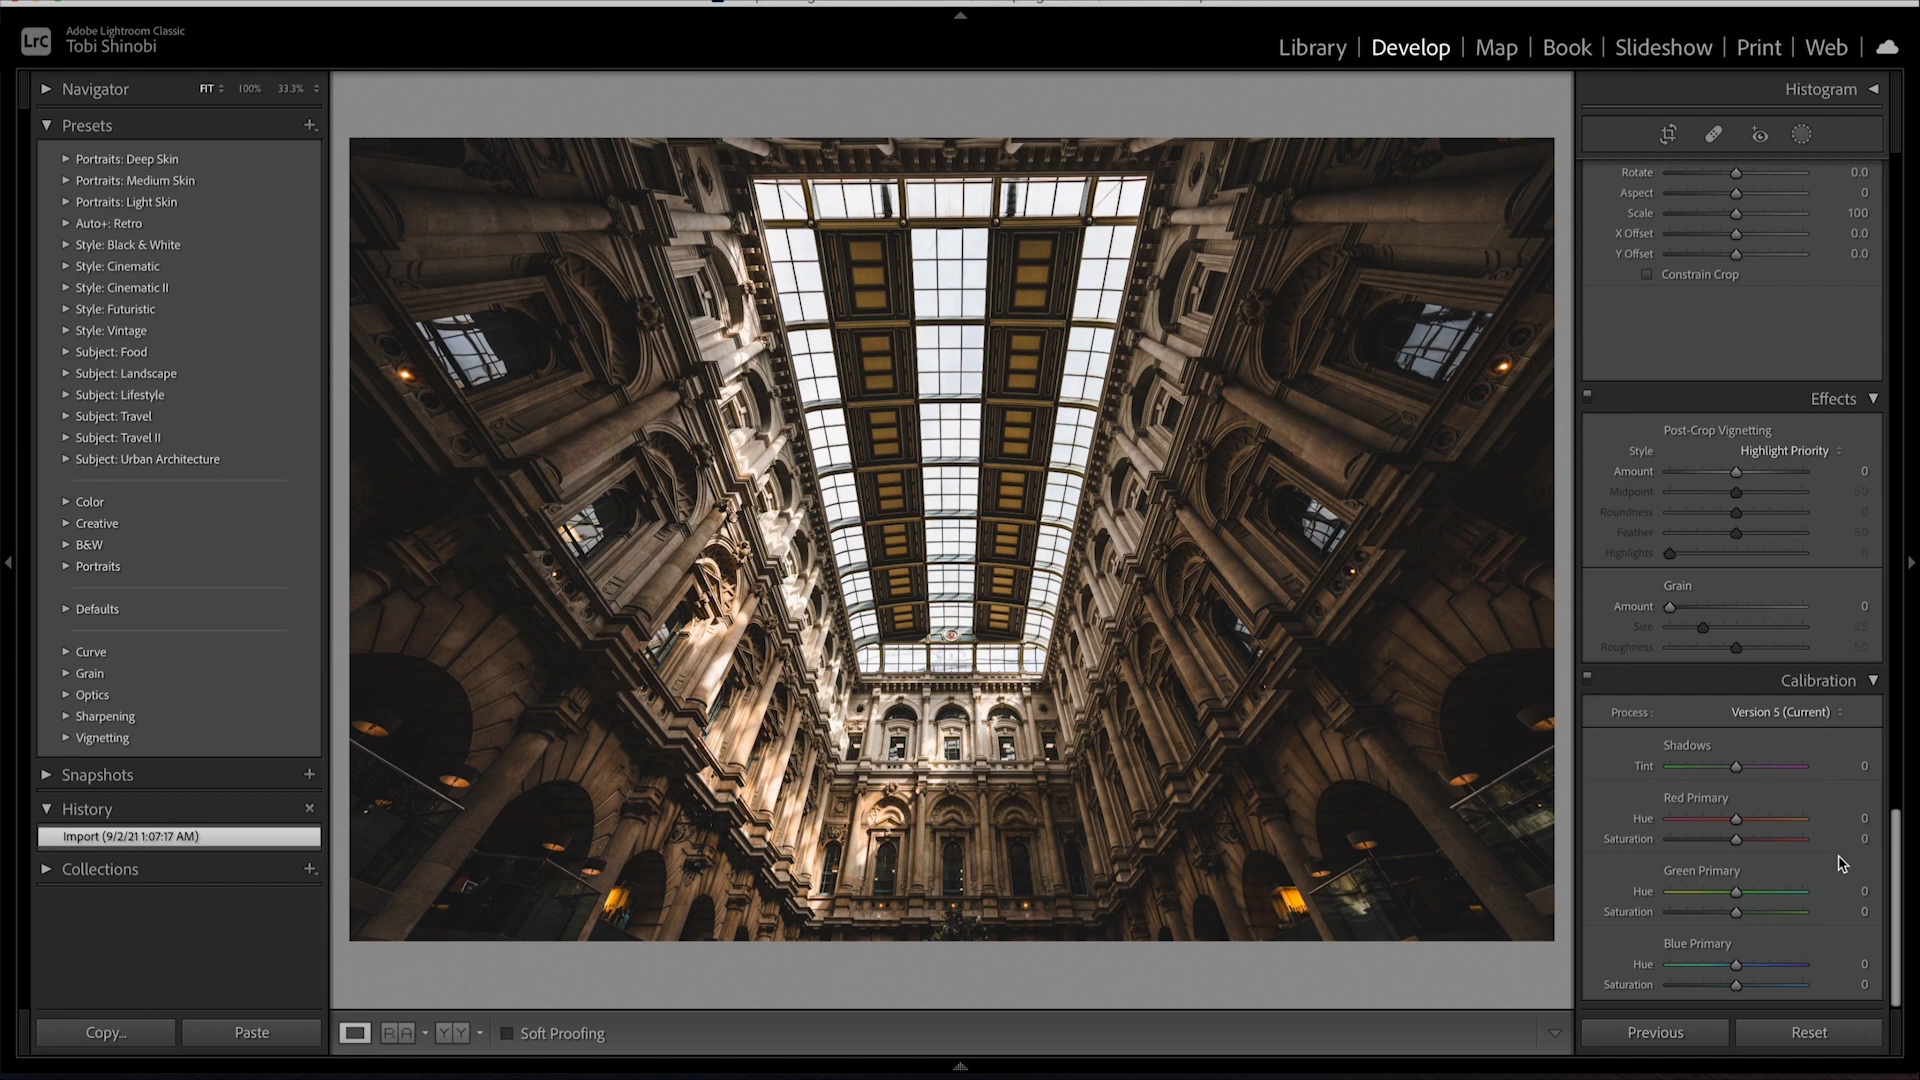 Adobe Lightroom Classic
Tobi Shinobi
Library | Develop | Map | Book | Slideshow | Print | Web |
Navigator FIT 100% 33.3%
Presets
Portraits: Deep Skin
Portraits: Medium Skin
Portraits: Light Skin
Auto+: Retro
Style: Black & White
Style: Cinematic
Style: Cinematic II
Style: Futuristic
Style: Vintage
Subject: Food
Subject: Landscape
Subject: Lifestyle
Subject: Travel
Subject: Travel II
Subject: Urban Architecture
Color
Creative
B&W
Portraits
Defaults
Curve
Grain
Optics
Sharpening
Vignetting
Snapshots
History
Import (9/2/21 1:07:17 AM)
Collections
Copy... Paste
LrC
R A Y Y Soft Proofing
Histogram
Rotate 0.0
Aspect 0
Scale 100
X Offset 0.0
Y Offset 0.0
Constrain Crop
Effects
Post-Crop Vignetting
Style Highlight Priority
Amount 0
Midpoint 50
Roundness 0
Feather 50
Highlights 0
Grain
Amount 0
Size 25
Roughness 50
Calibration
Process : Version 5 (Current)
Shadows
Tint 0
Red Primary
Hue 0
Saturation 0
Green Primary
Hue 0
Saturation 0
Blue Primary
Hue 0
Saturation 0
Previous Reset